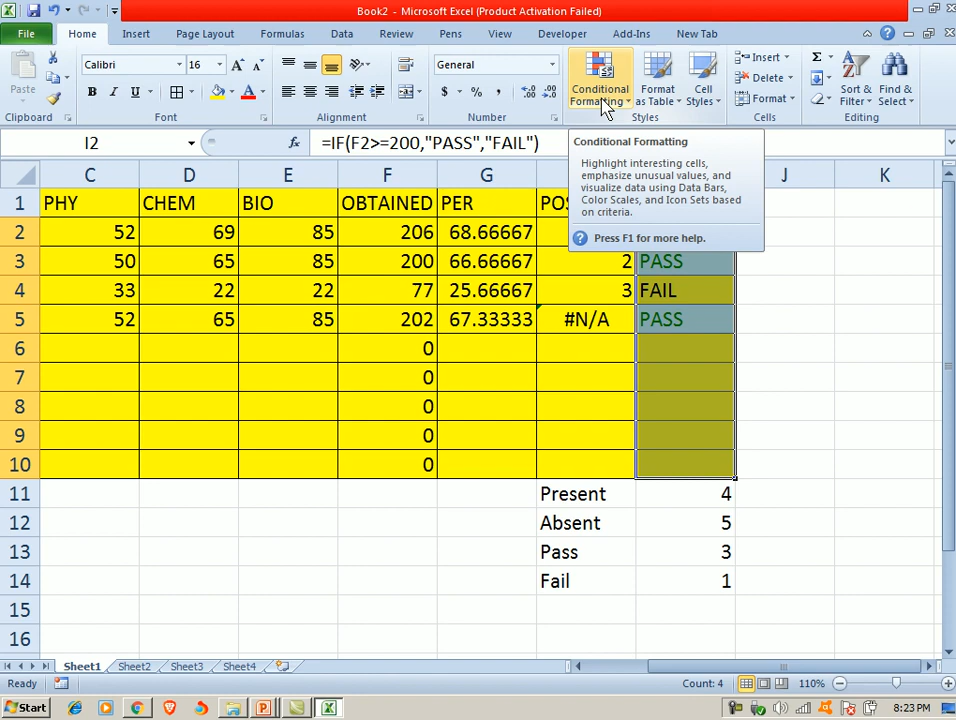 Book2 - Microsoft Excel (Product Activation Failed)
File Home Insert Page Layout Formulas Data Review Pens View Developer Add-Ins New Tab
Paste
Calibri 16
B I U
General
$ % ,
Conditional Formatting
Format as Table
Cell Styles
Insert
Delete
Format
Sort & Filter
Find & Select
Clipboard Font Alignment Number Styles Cells Editing
I2 fx =IF(F2>=200,"PASS","FAIL")
Conditional Formatting
Highlight interesting cells,
emphasize unusual values, and
visualize data using Data Bars,
Color Scales, and Icon Sets based
on criteria.
Press F1 for more help.
C D E F G J K
1 PHY CHEM BIO OBTAINED PER
2 52 69 85 206 68.66667
3 50 65 85 200 66.66667 2 PASS
4 33 22 22 77 25.66667 3 FAIL
5 52 65 85 202 67.33333 #N/A PASS
6 0
7 0
8 0
9 0
10 0
11 Present 4
12 Absent 5
13 Pass 3
14 Fail 1
15
16
Sheet1 Sheet2 Sheet3 Sheet4
Ready Count: 4 110%
Start 8:23 PM